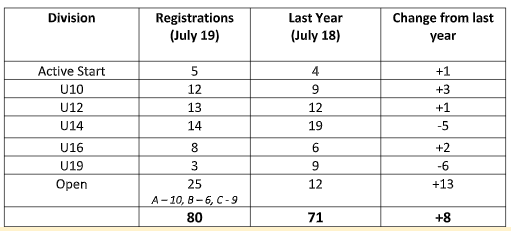 Division Registrations (July 19) Last Year (July 18) Change from last year
Active Start 5 4 +1
U10 12 9 +3
U12 13 12 +1
U14 14 19 -5
U16 8 6 +2
U19 3 9 -6
Open 25 12 +13
A – 10, B – 6, C - 9
80 71 +8